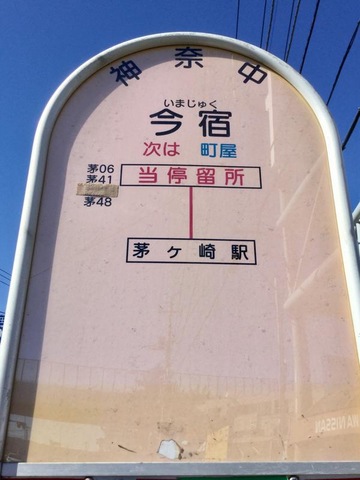 神奈中
いまじゅく
今宿
次は 町屋
茅06
茅41
茅48
当停留所
茅ヶ崎駅
NISSAN